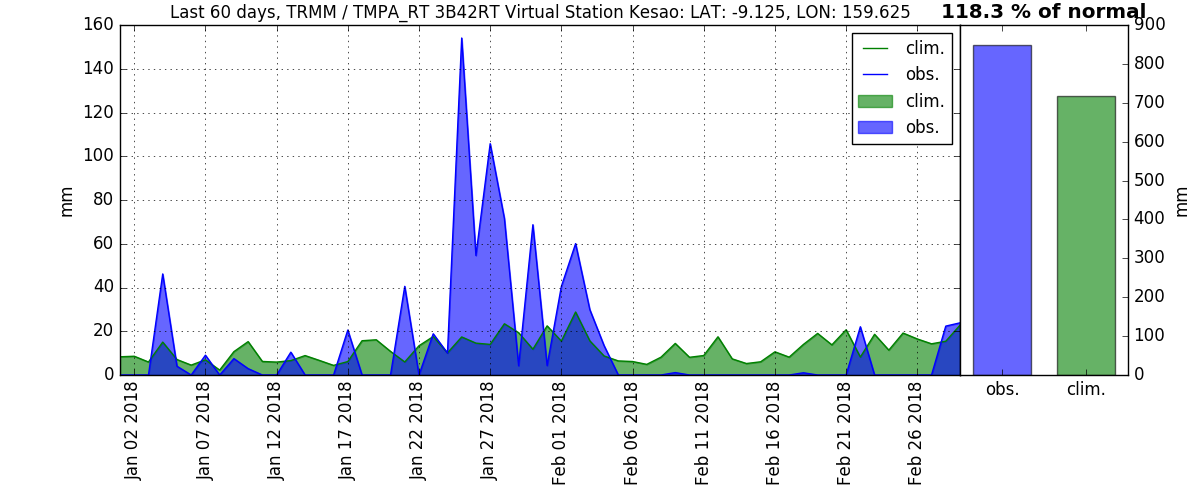 Last 60 days, TRMM / TMPA_RT 3B42RT Virtual Station Kesao: LAT: -9.125, LON: 159.625
118.3 % of normal
160
140
120
100
80
60
40
20
0
mm
clim.
obs.
clim.
obs.
Jan 02 2018
Jan 07 2018
Jan 12 2018
Jan 17 2018
Jan 22 2018
Jan 27 2018
Feb 01 2018
Feb 06 2018
Feb 11 2018
Feb 16 2018
Feb 21 2018
Feb 26 2018
900
800
700
600
500
400
300
200
100
0
mm
obs.
clim.